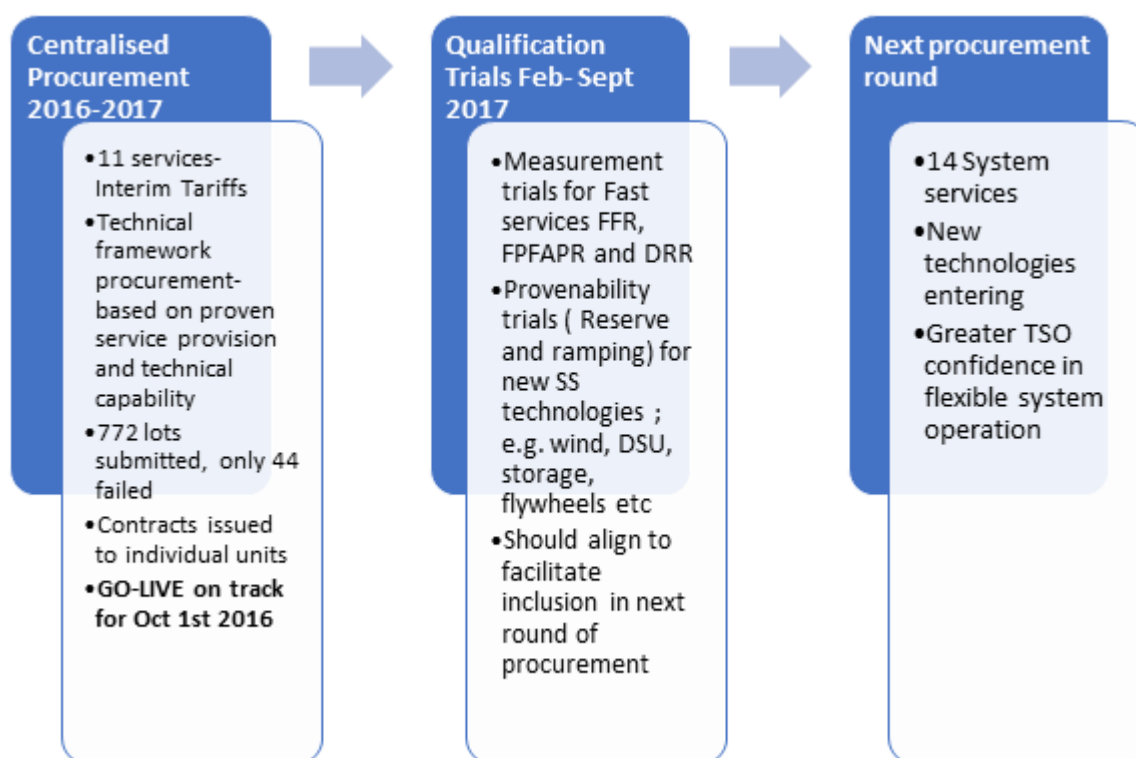 Centralised
Procurement
2016-2017
•11 services-
Interim Tariffs
•Technical
framework
procurement-
based on proven
service provision
and technical
capability
•772 lots
submitted, only 44
failed
•Contracts issued
to individual units
•GO-LIVE on track
for Oct 1st 2016
Qualification
Trials Feb- Sept
2017
•Measurement
trials for Fast
services FFR,
FPFAPR and DRR
•Provenability
trials ( Reserve
and ramping) for
new SS
technologies ;
e.g. wind, DSU,
storage,
flywheels etc
•Should align to
facilitate
inclusion in next
round of
procurement
Next procurement
round
•14 System
services
•New
technologies
entering
•Greater TSO
confidence in
flexible system
operation